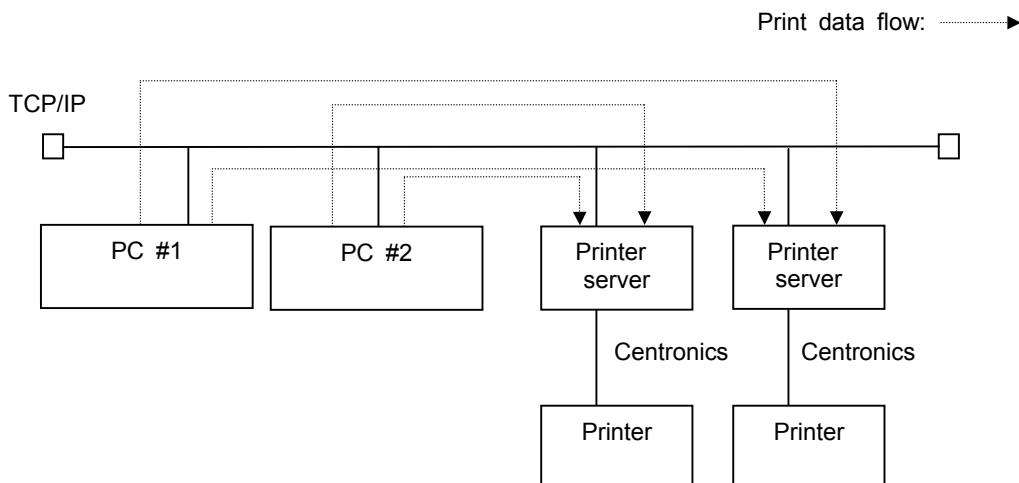 Print data flow:
TCP/IP
PC #1
PC #2
Printer
server
Printer
server
Centronics
Centronics
Printer
Printer